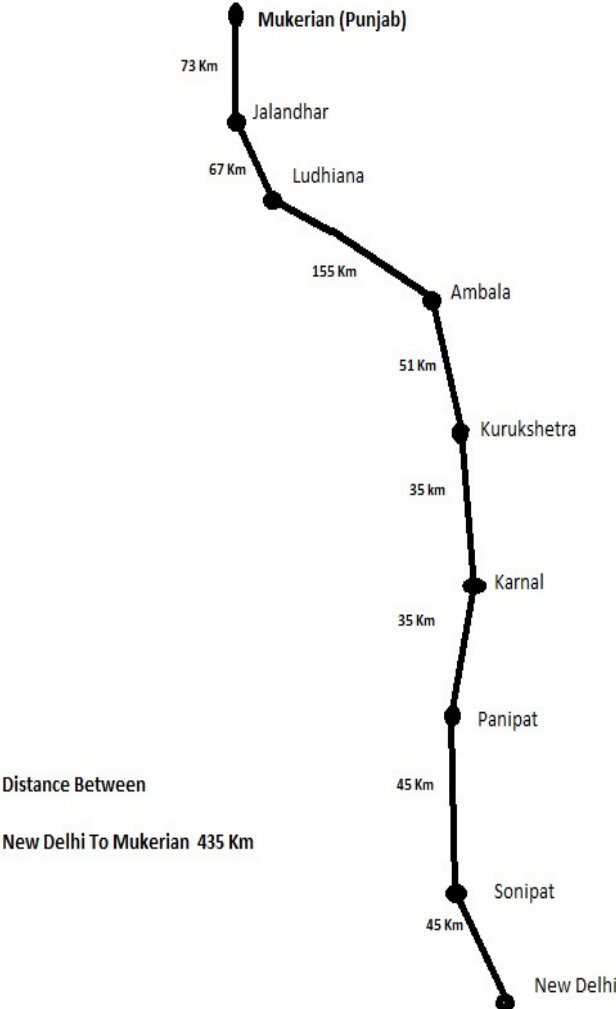 Mukerian (Punjab)
73 Km
Jalandhar
67 Km
Ludhiana
155 Km
Ambala
51 Km
Kurukshetra
35 km
Karnal
35 Km
Panipat
45 Km
Sonipat
45 Km
New Delhi
Distance Between
New Delhi To Mukerian 435 Km